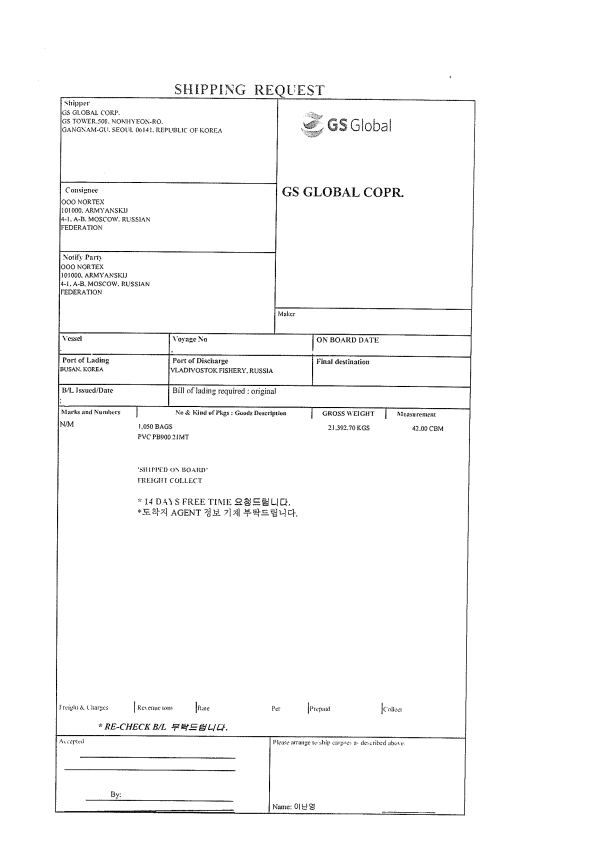 SHIPPING REQUEST
Shipper
GS GLOBAL CORP.
GS TOWER,508, NONHYEON-RO,
GANGNAM-GU, SEOUL 06141, REPUBLIC OF KOREA
GS Global
GS GLOBAL COPR.
Consignee
OOO NORTEX
101000, ARMYANSKIJ
4-1, A-B, MOSCOW, RUSSIAN
FEDERATION
Notify Party
OOO NORTEX
101000, ARMYANSKIJ
4-1, A-B, MOSCOW, RUSSIAN
FEDERATION
Maker
Vessel Voyage No ON BOARD DATE
Port of Lading Port of Discharge Final destination
BUSAN, KOREA VLADIVOSTOK FISHERY, RUSSIA
B/L Issued/Date Bill of lading required : original
Marks and Numbers No & Kind of Pkgs : Goods Description GROSS WEIGHT Measurement
N/M 1,050 BAGS 21,392.70 KGS 42.00 CBM
PVC PB900 21MT
'SHIPPED ON BOARD'
FREIGHT COLLECT
* 14 DAYS FREE TIME 요청드립니다.
*도착지 AGENT 정보 기재 부탁드립니다.
Freight & Charges Revenue tons Rate Per Prepaid Collect
* RE-CHECK B/L 부탁드립니다.
Accepted Please arrange to ship cargoes as described above.
By:
Name: 이난영